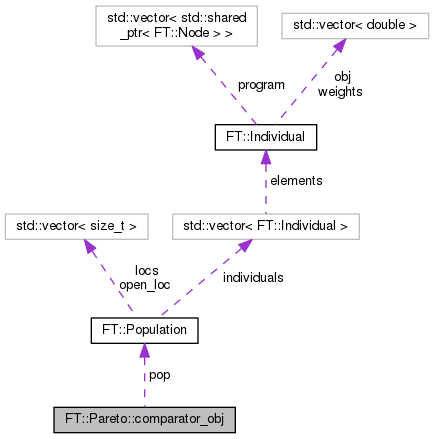 std::vector< std::shared
_ptr< FT::Node > >
std::vector< double >
program
obj
weights
FT::Individual
elements
std::vector< size_t >
std::vector< FT::Individual >
locs
open_loc
individuals
FT::Population
pop
FT::Pareto::comparator_obj